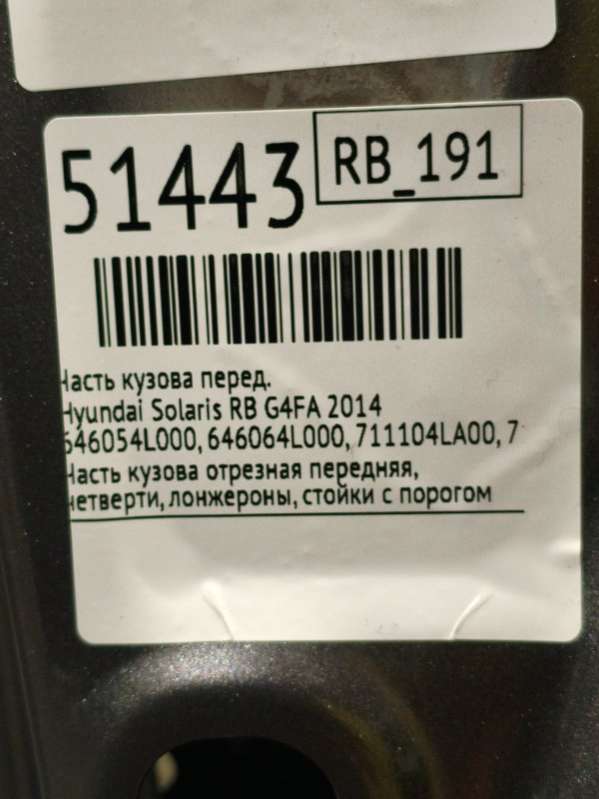 51443
RB_191
Часть кузова перед.
Hyundai Solaris RB G4FA 2014
646054L000, 646064L000, 711104LA00, 7
Часть кузова отрезная передняя,
четверти, лонжероны, стойки с порогом